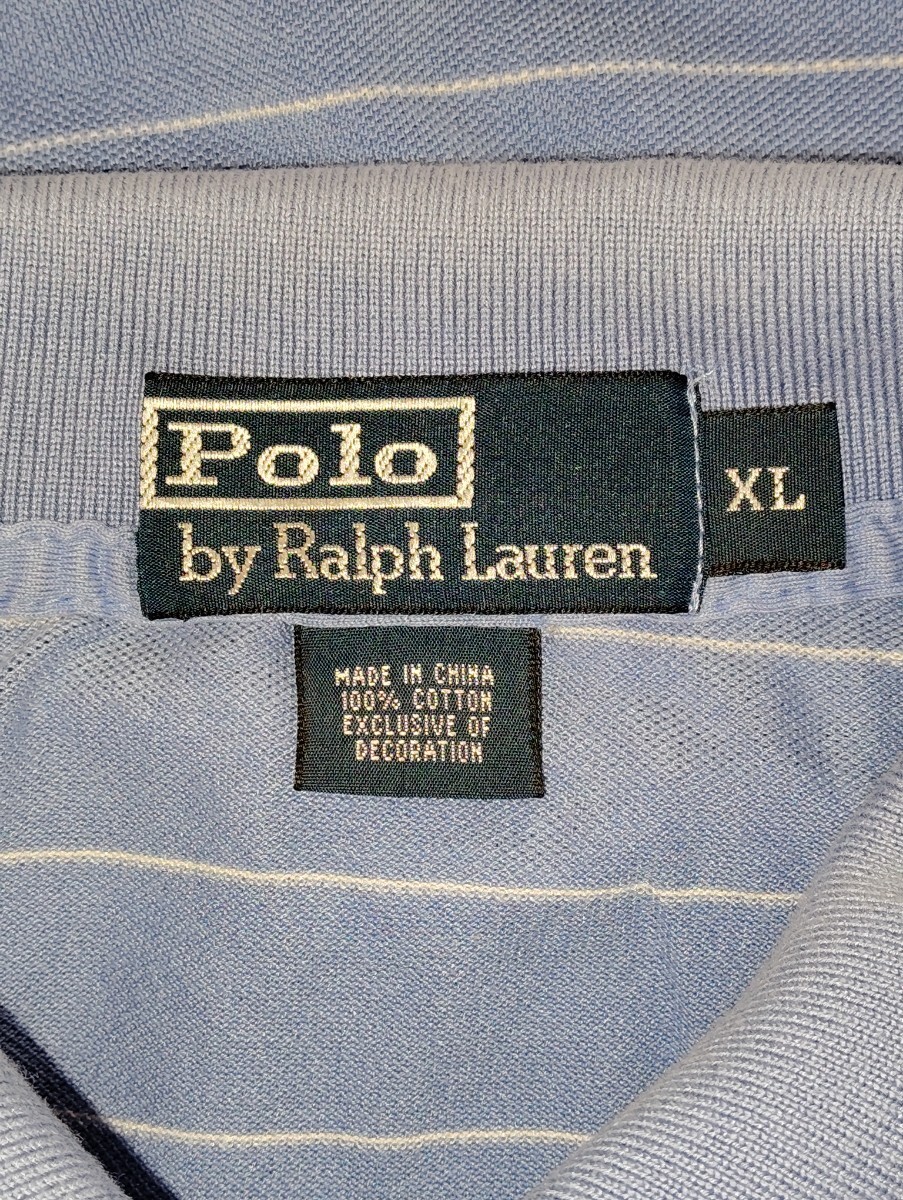 Polo
by Ralph Lauren
XL
MADE IN CHINA
100% COTTON
EXCLUSIVE OF
DECORATION